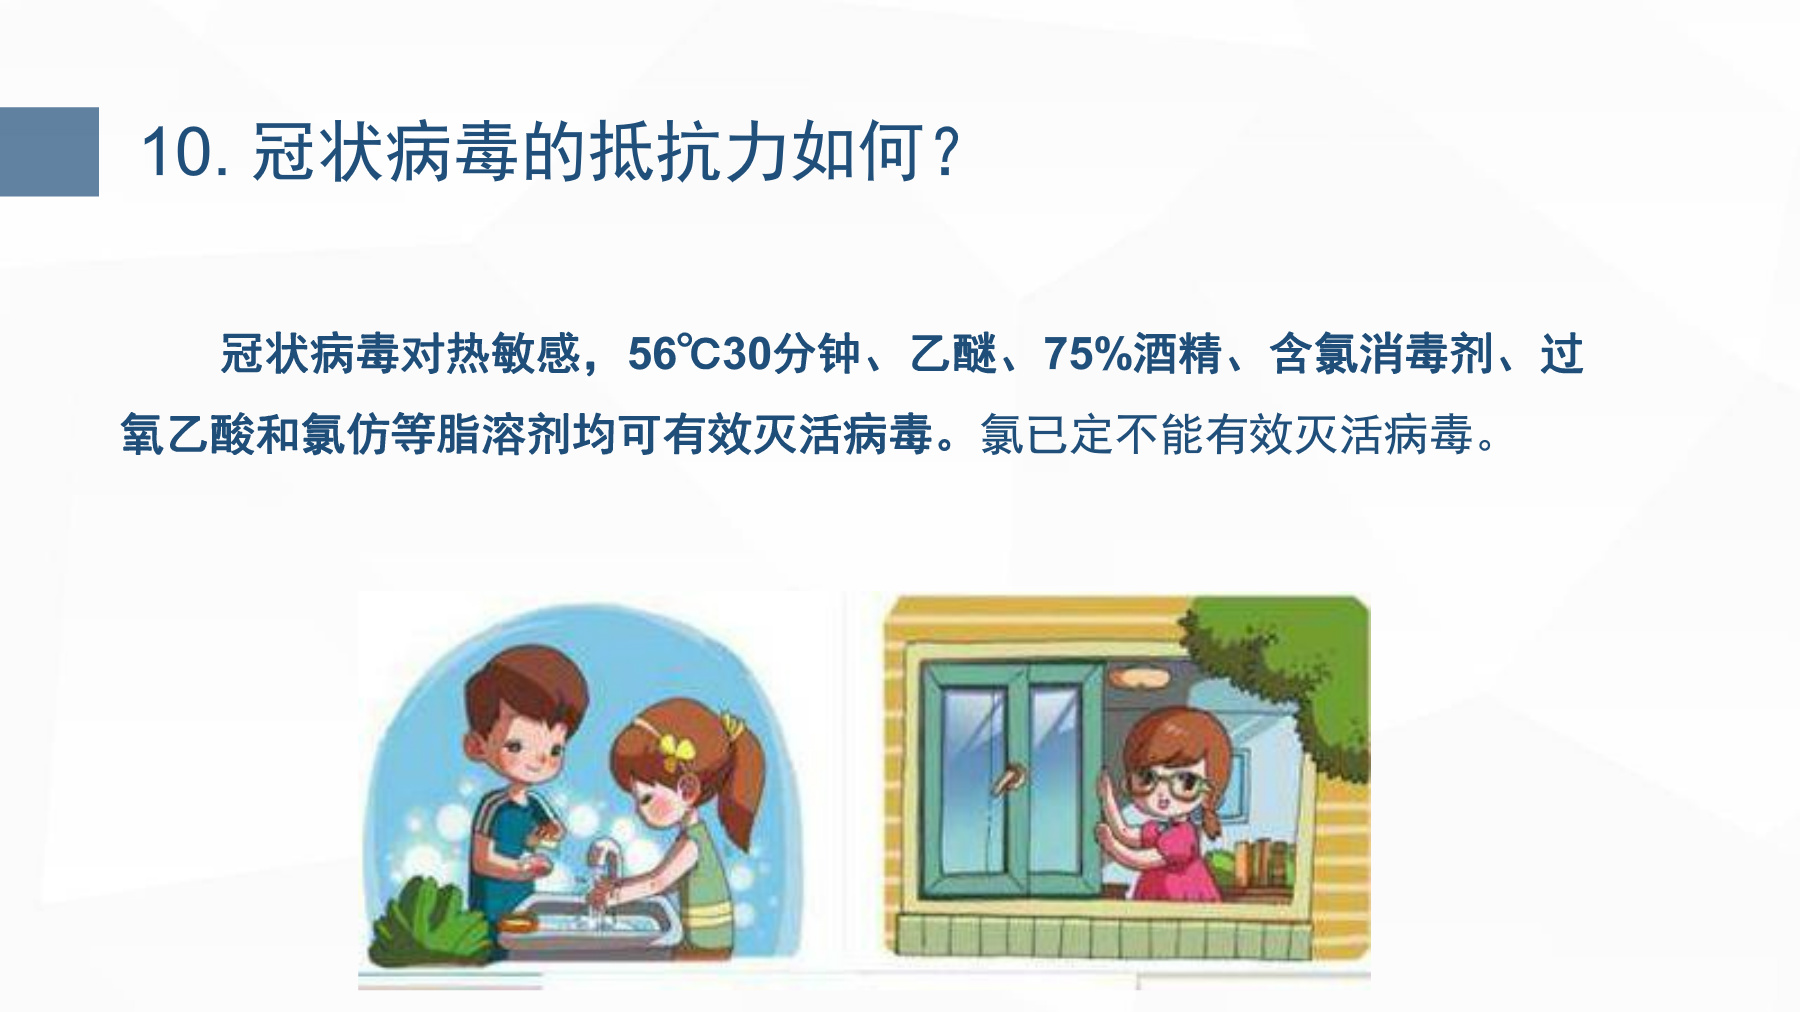 10. 冠状病毒的抵抗力如何？
冠状病毒对热敏感，56℃30分钟、乙醚、75%酒精、含氯消毒剂、过
氧乙酸和氯仿等脂溶剂均可有效灭活病毒。氯已定不能有效灭活病毒。